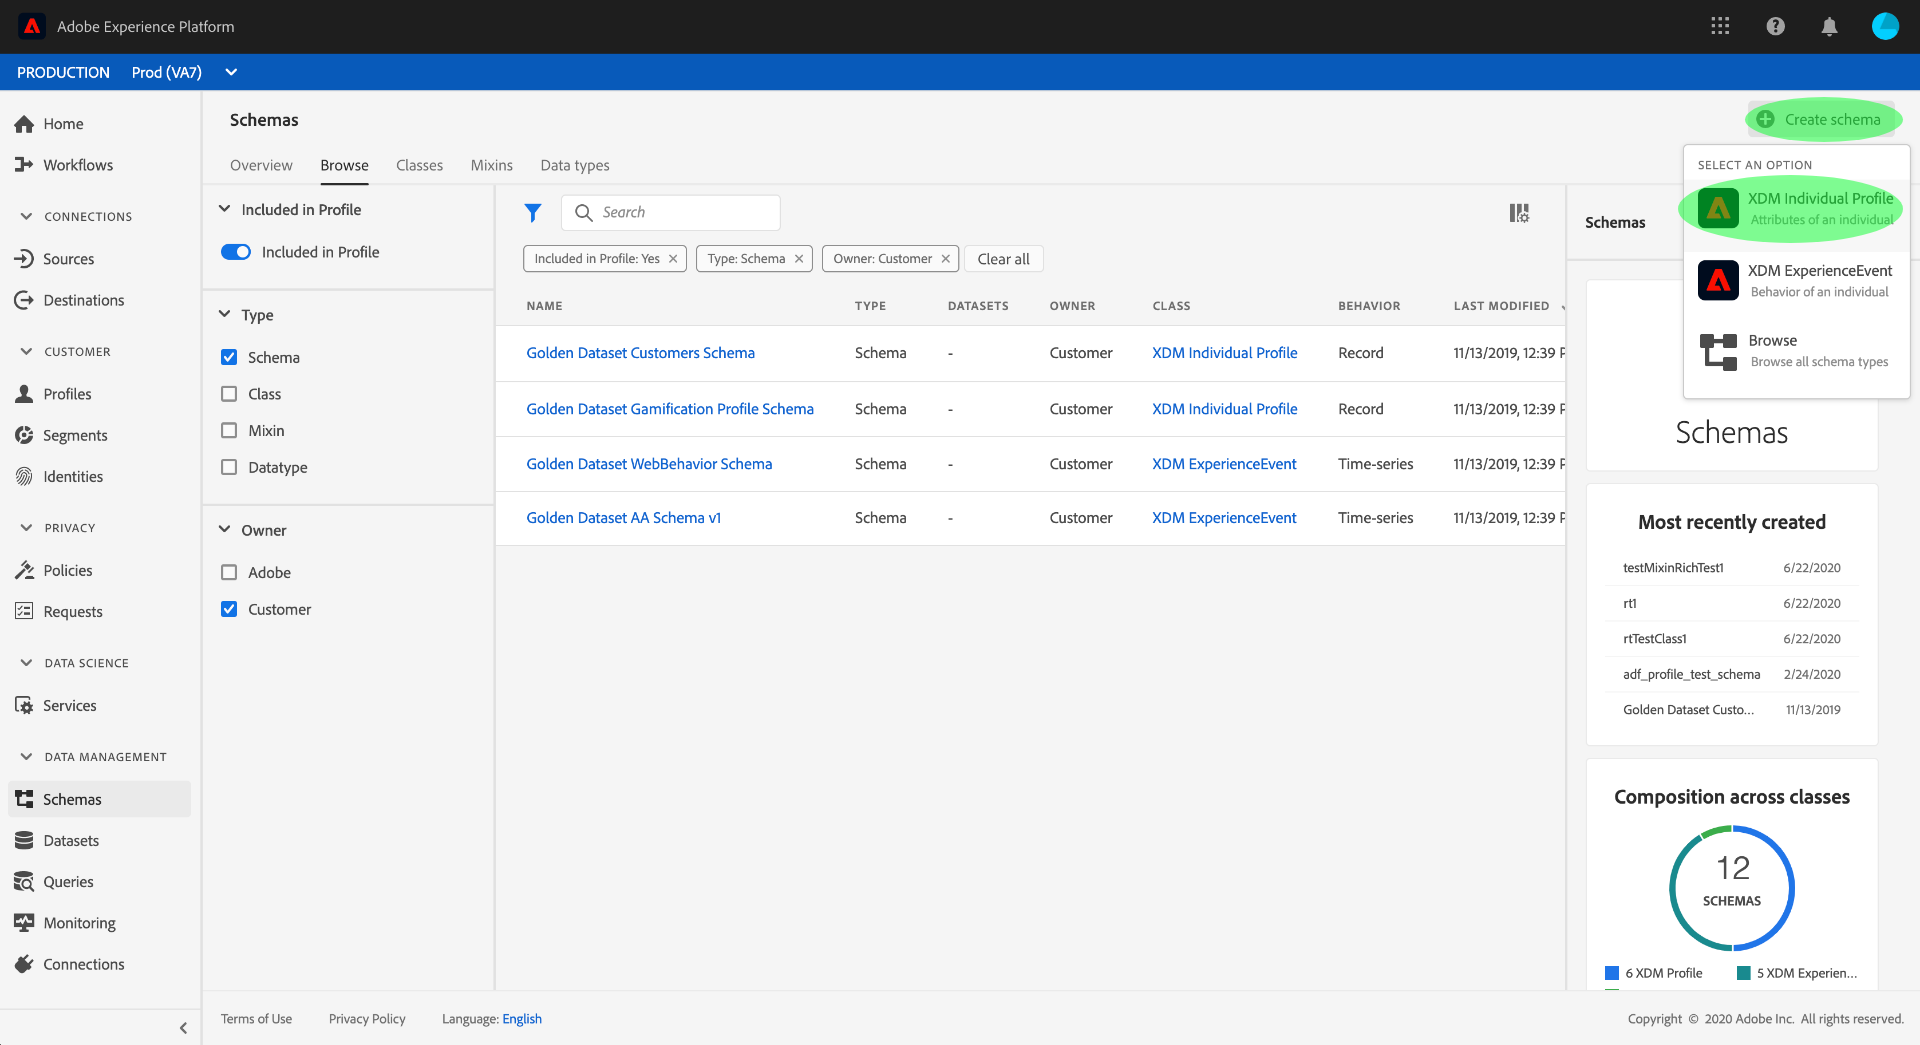 Adobe Experience Platform
PRODUCTION Prod (VA7)
Home
Workflows
CONNECTIONS
Sources
Destinations
CUSTOMER
Profiles
Segments
Identities
PRIVACY
Policies
Requests
DATA SCIENCE
Services
DATA MANAGEMENT
Schemas
Datasets
Queries
Monitoring
Connections
Schemas
Create schema
Overview Browse Classes Mixins Data types
SELECT AN OPTION
XDM Individual Profile
Attributes of an individual
XDM ExperienceEvent
Behavior of an individual
Browse
Browse all schema types
Included in Profile
Included in Profile
Type
Schema
Class
Mixin
Datatype
Owner
Adobe
Customer
Search
Included in Profile: Yes Type: Schema Owner: Customer Clear all
NAME TYPE DATASETS OWNER CLASS BEHAVIOR LAST MODIFIED
Golden Dataset Customers Schema Schema - Customer XDM Individual Profile Record 11/13/2019, 12:39 P
Golden Dataset Gamification Profile Schema Schema - Customer XDM Individual Profile Record 11/13/2019, 12:39 P
Golden Dataset WebBehavior Schema Schema - Customer XDM ExperienceEvent Time-series 11/13/2019, 12:39 P
Golden Dataset AA Schema v1 Schema - Customer XDM ExperienceEvent Time-series 11/13/2019, 12:39 P
Schemas
Schemas
Most recently created
testMixinRichTest1 6/22/2020
rt1 6/22/2020
rtTestClass1 6/22/2020
adf_profile_test_schema 2/24/2020
Golden Dataset Custo... 11/13/2019
Composition across classes
12
SCHEMAS
6 XDM Profile 5 XDM Experien...
Terms of Use Privacy Policy Language: English
Copyright © 2020 Adobe Inc. All rights reserved.